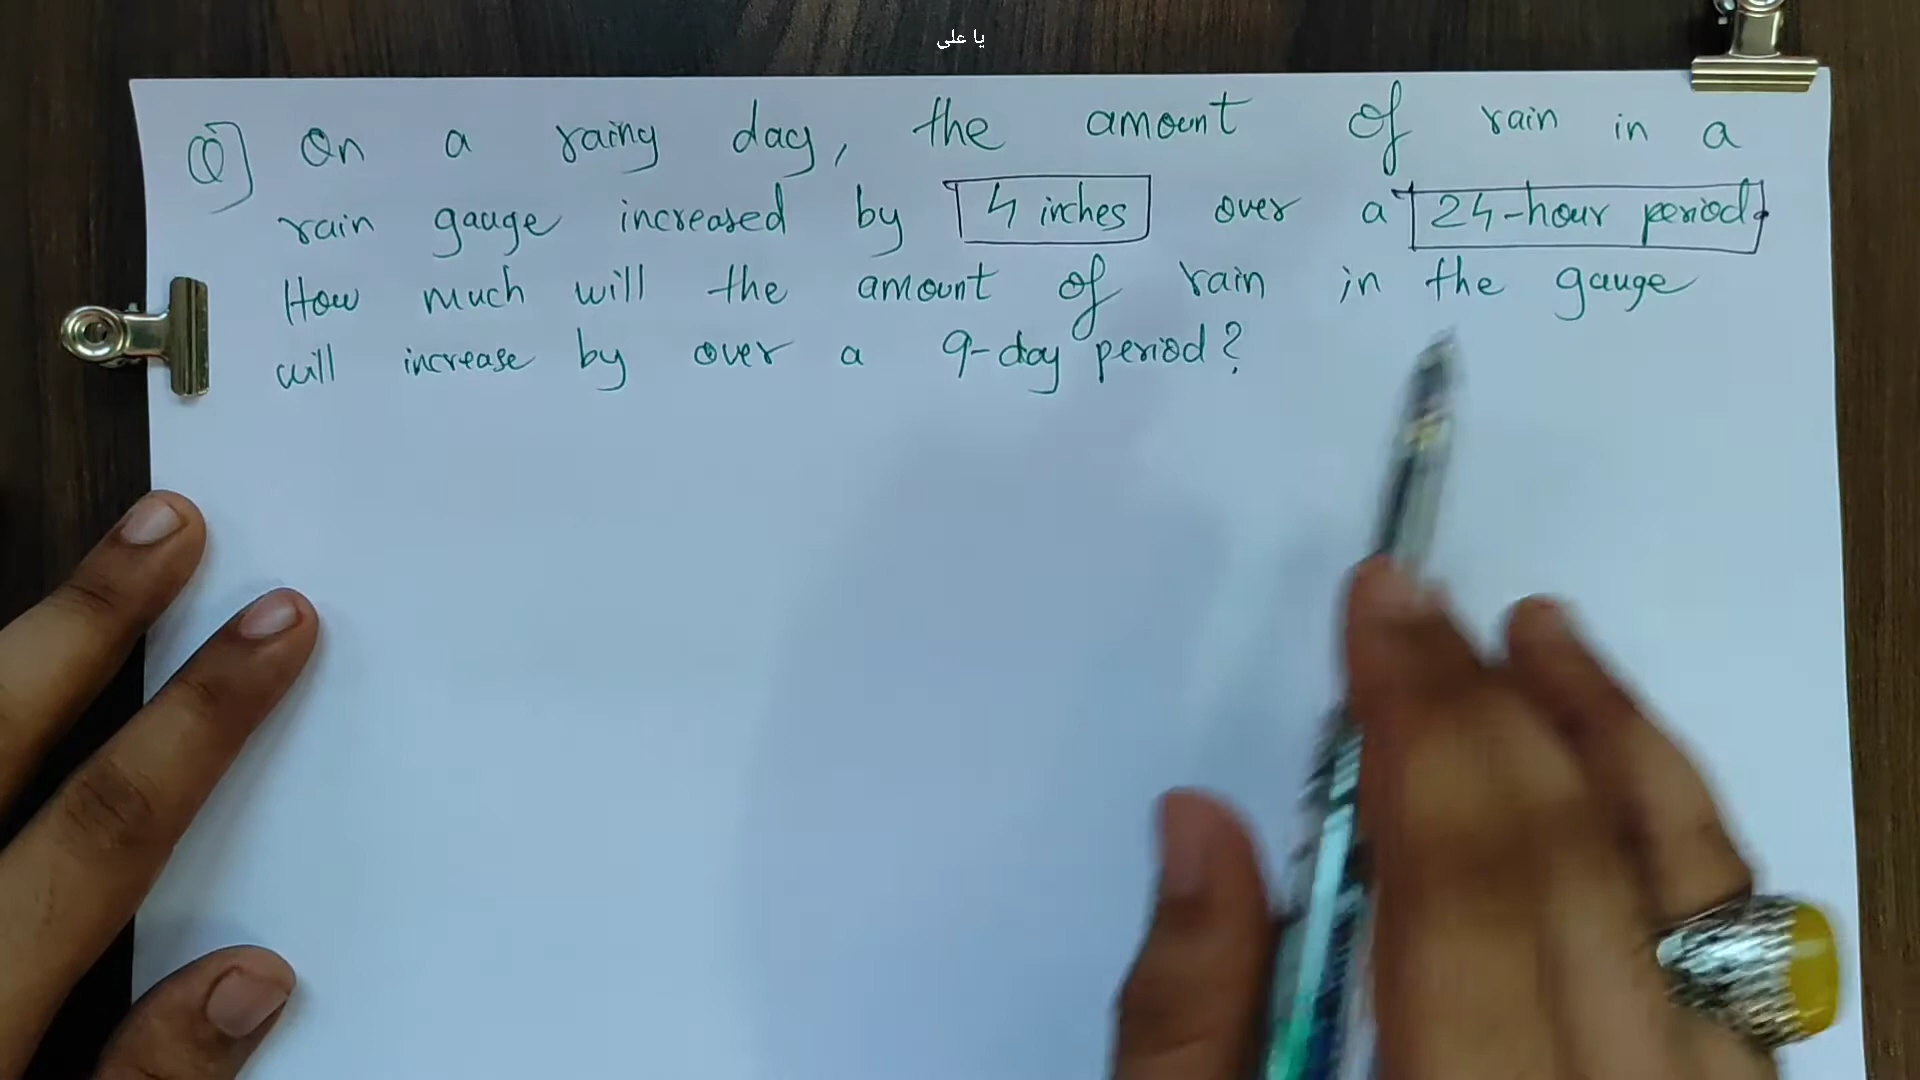 يا علی
Q] On a rainy day, the amount of rain in a
rain gauge increased by 4 inches over a 24-hour period.
How much will the amount of rain in the gauge
will increase by over a 9-day period?